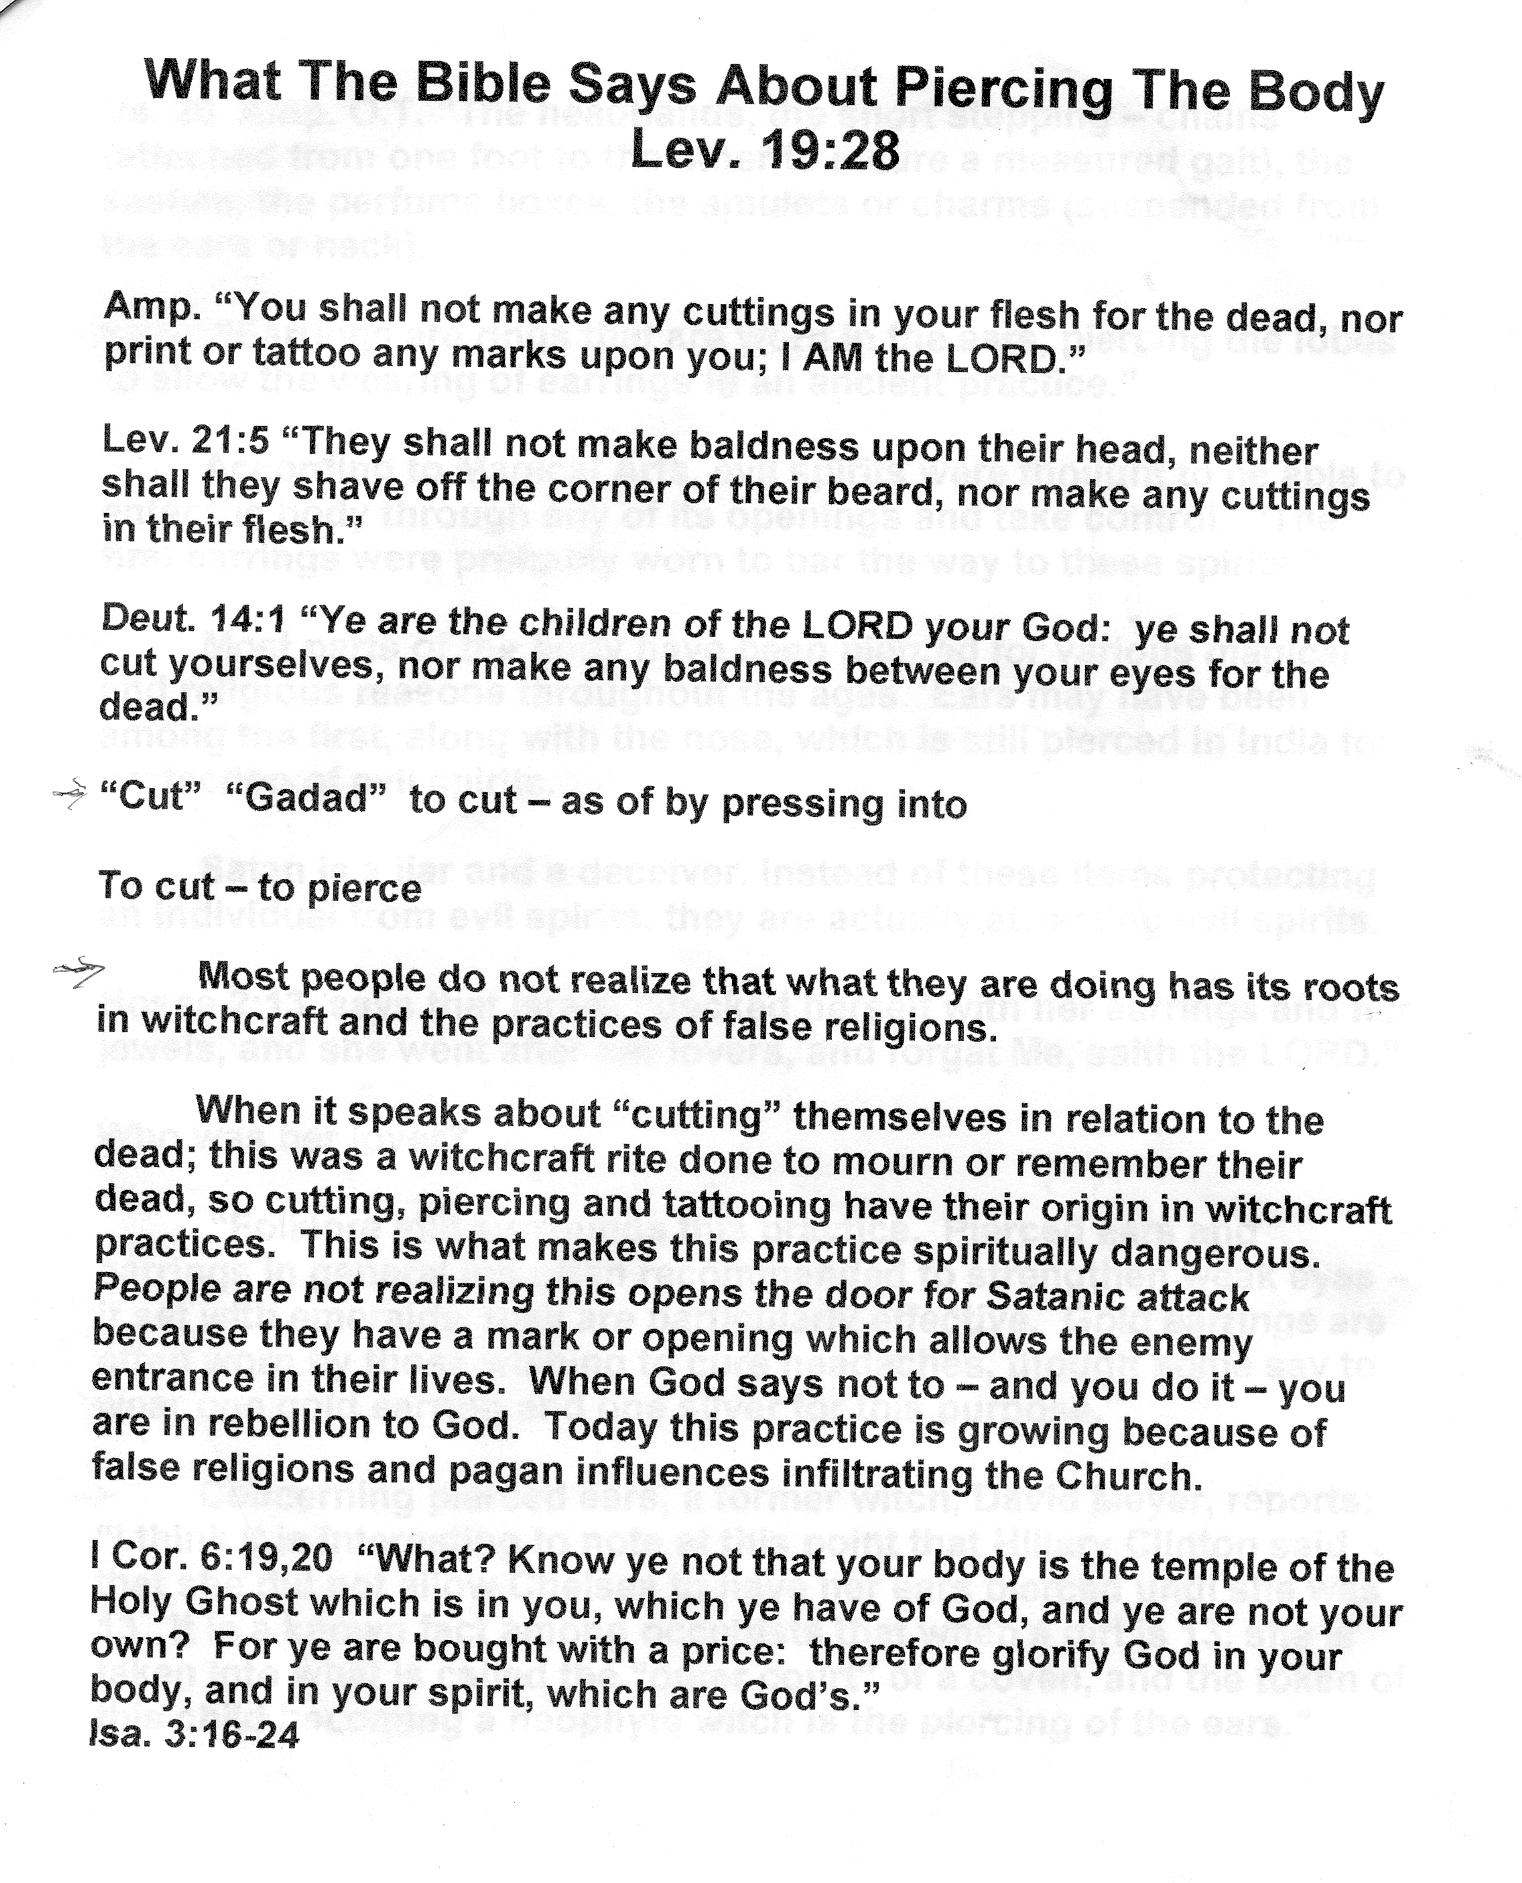 What The Bible Says About Piercing The Body
Lev. 19:28
Amp. “You shall not make any cuttings in your flesh for the dead, nor
print or tattoo any marks upon you; I AM the LORD.”
Lev. 21:5 “They shall not make baldness upon their head, neither
shall they shave off the corner of their beard, nor make any cuttings
in their flesh.”
Deut. 14:1 “Ye are the children of the LORD your God:  ye shall not
cut yourselves, nor make any baldness between your eyes for the
dead.”
“Cut”  “Gadad”  to cut – as of by pressing into
To cut – to pierce
Most people do not realize that what they are doing has its roots
in witchcraft and the practices of false religions.
When it speaks about “cutting” themselves in relation to the
dead; this was a witchcraft rite done to mourn or remember their
dead, so cutting, piercing and tattooing have their origin in witchcraft
practices.  This is what makes this practice spiritually dangerous.
People are not realizing this opens the door for Satanic attack
because they have a mark or opening which allows the enemy
entrance in their lives.  When God says not to – and you do it – you
are in rebellion to God.  Today this practice is growing because of
false religions and pagan influences infiltrating the Church.
I Cor. 6:19,20  “What? Know ye not that your body is the temple of the
Holy Ghost which is in you, which ye have of God, and ye are not your
own?  For ye are bought with a price:  therefore glorify God in your
body, and in your spirit, which are God’s.”
Isa. 3:16-24